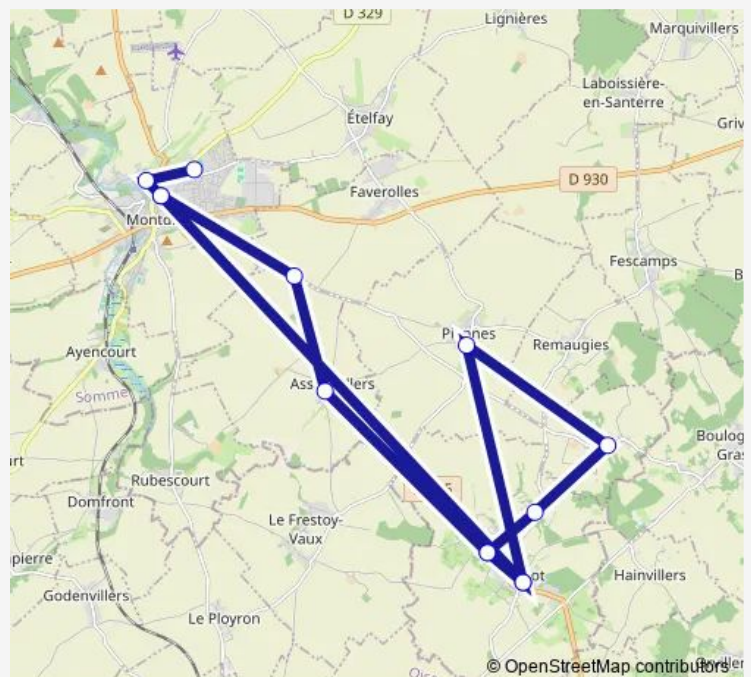 D 329
Lignières
Marquivillers
Laboissière-
en-Santerre
Ételfay
D 930
Faverolles
Fescamps
Remaugies
Ayencourt
Somme
Rubescourt
Domfront
Le Frestoy-
Vaux
Hainvillers
Godenvillers
Le Ployron
© OpenStreetMap contributors